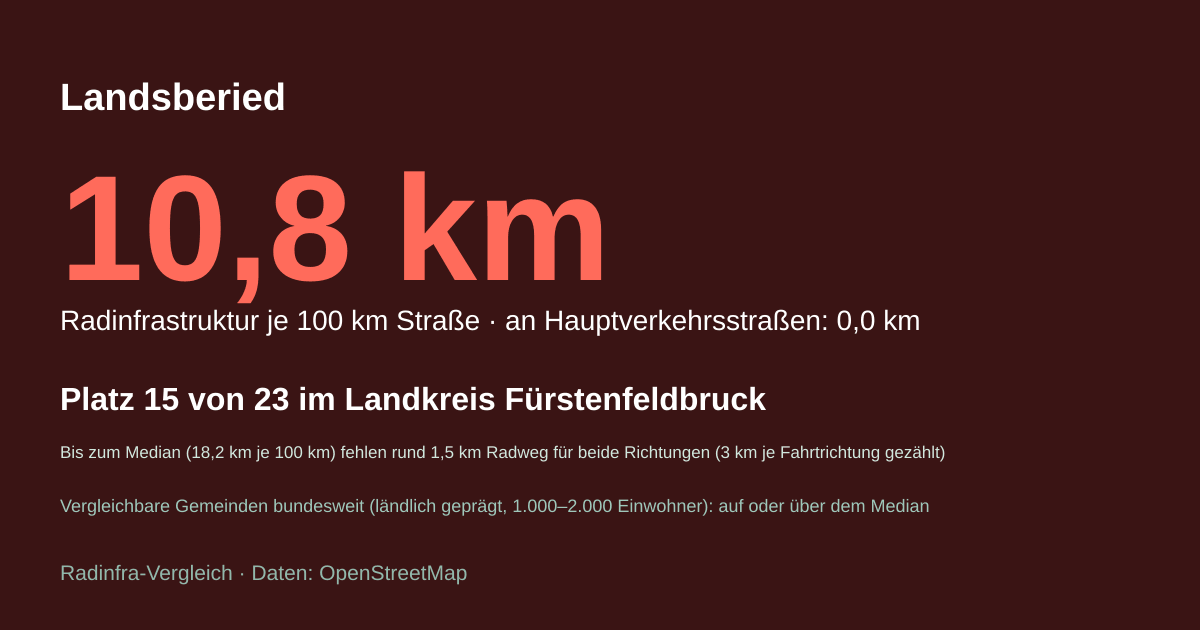 Landsberied
10,8 km
Radinfrastruktur je 100 km Straße · an Hauptverkehrsstraßen: 0,0 km
Platz 15 von 23 im Landkreis Fürstenfeldbruck
Bis zum Median (18,2 km je 100 km) fehlen rund 1,5 km Radweg für beide Richtungen (3 km je Fahrtrichtung gezählt)
Vergleichbare Gemeinden bundesweit (ländlich geprägt, 1.000–2.000 Einwohner): auf oder über dem Median
Radinfra-Vergleich · Daten: OpenStreetMap